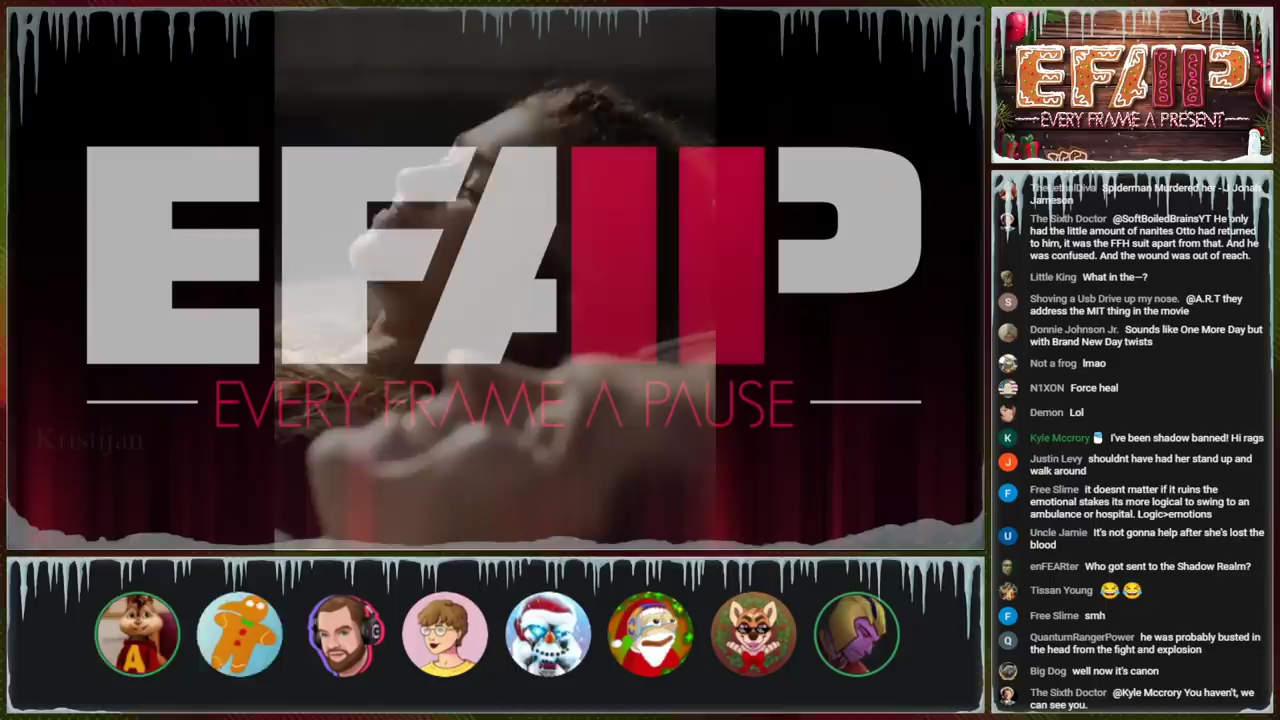 EFAP
EVERY FRAME A PAUSE
Kristijan
A
EFAP
EVERY FRAME A PRESENT
TheLethalDiva Spiderman Murdered her - J Jonah
Jameson
The Sixth Doctor @SoftBoiledBrainsYT He only
had the little amount of nanites Otto had returned
to him, it was the FFH suit apart from that. And he
was confused. And the wound was out of reach.
Little King What in the—?
S Shoving a Usb Drive up my nose. @A.R.T they
address the MIT thing in the movie
Donnie Johnson Jr. Sounds like One More Day but
with Brand New Day twists
Not a frog lmao
N1XON Force heal
Demon Lol
K Kyle Mccrory I've been shadow banned! Hi rags
J Justin Levy shouldnt have had her stand up and
walk around
F Free Slime it doesnt matter if it ruins the
emotional stakes its more logical to swing to an
ambulance or hospital. Logic>emotions
U Uncle Jamie It's not gonna help after she's lost the
blood
enFEARter Who got sent to the Shadow Realm?
Tissan Young 😂😂
F Free Slime smh
Q QuantumRangerPower he was probably busted in
the head from the fight and explosion
Big Dog well now it's canon
The Sixth Doctor @Kyle Mccrory You haven't, we
can see you.